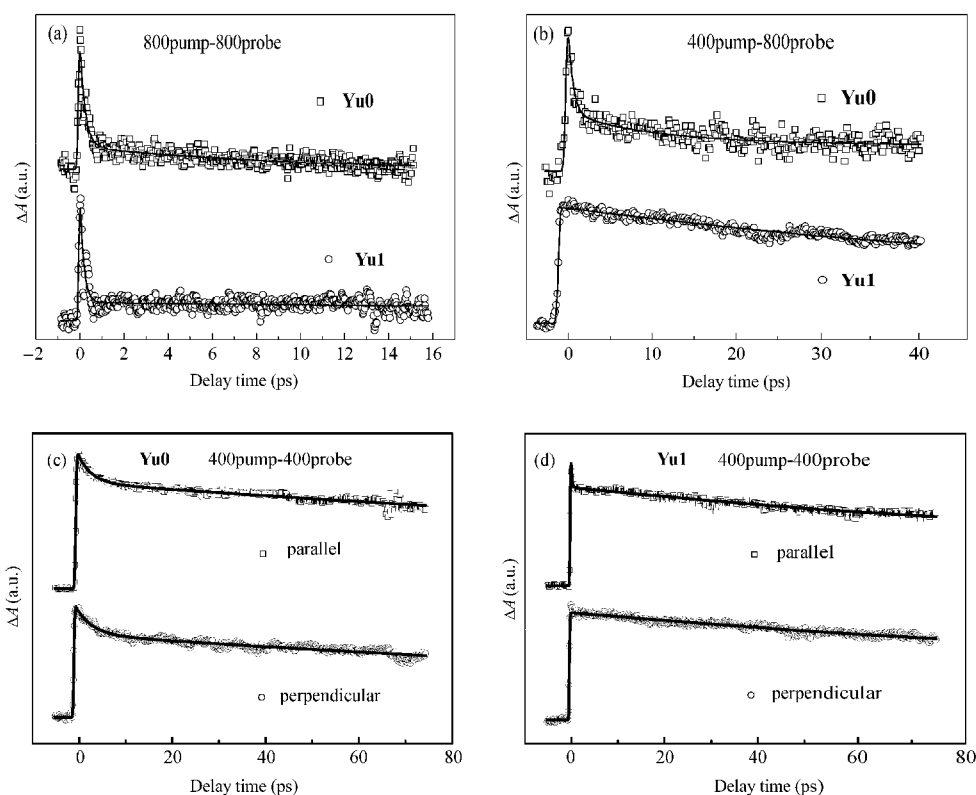 (a)
800pump-800probe
Yu0
Yu1
ΔA (a.u.)
−2 0 2 4 6 8 10 12 14 16
Delay time (ps)
(b)
400pump-800probe
Yu0
Yu1
ΔA (a.u.)
0 10 20 30 40
Delay time (ps)
(c) Yu0 400pump-400probe
parallel
perpendicular
ΔA (a.u.)
0 20 40 60 80
Delay time (ps)
(d) Yu1 400pump-400probe
parallel
perpendicular
ΔA (a.u.)
0 20 40 60 80
Delay time (ps)